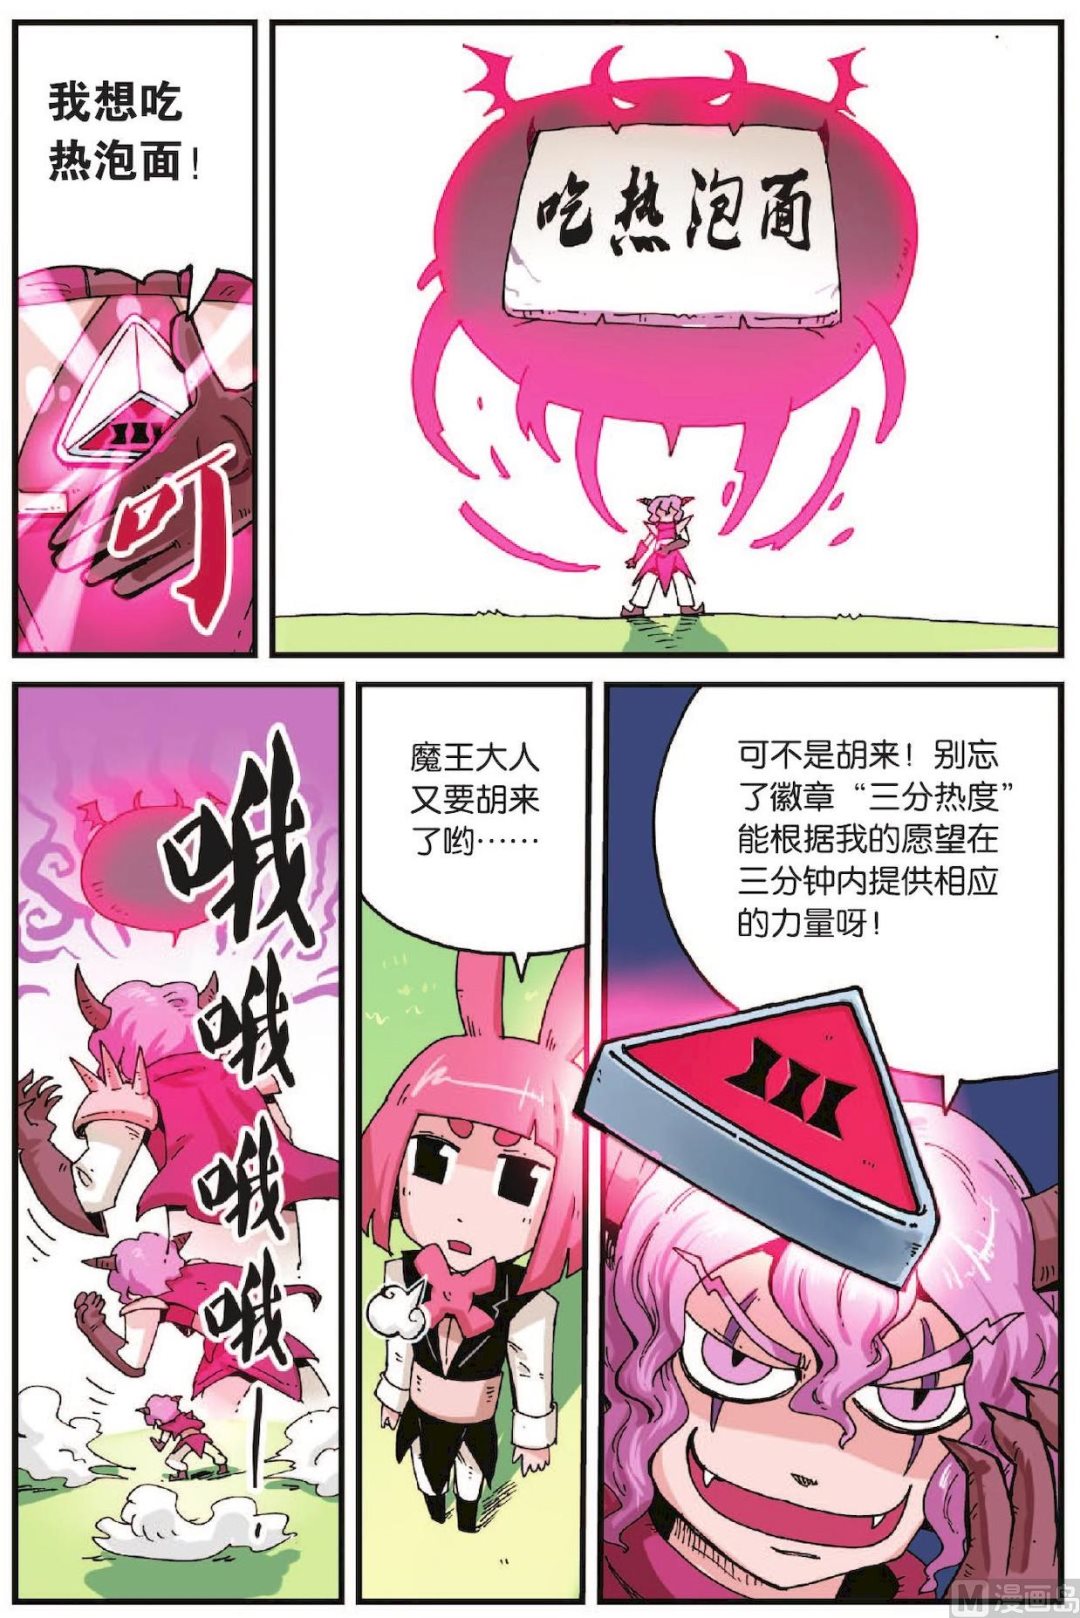 我想吃
热泡面！
叮
吃热泡面
哦
哦
哦
哦
——
魔王大人
又要胡来
了哟……
可不是胡来！别忘
了徽章“三分热度”
能根据我的愿望在
三分钟内提供相应
的力量呀！
III
III
M漫画岛